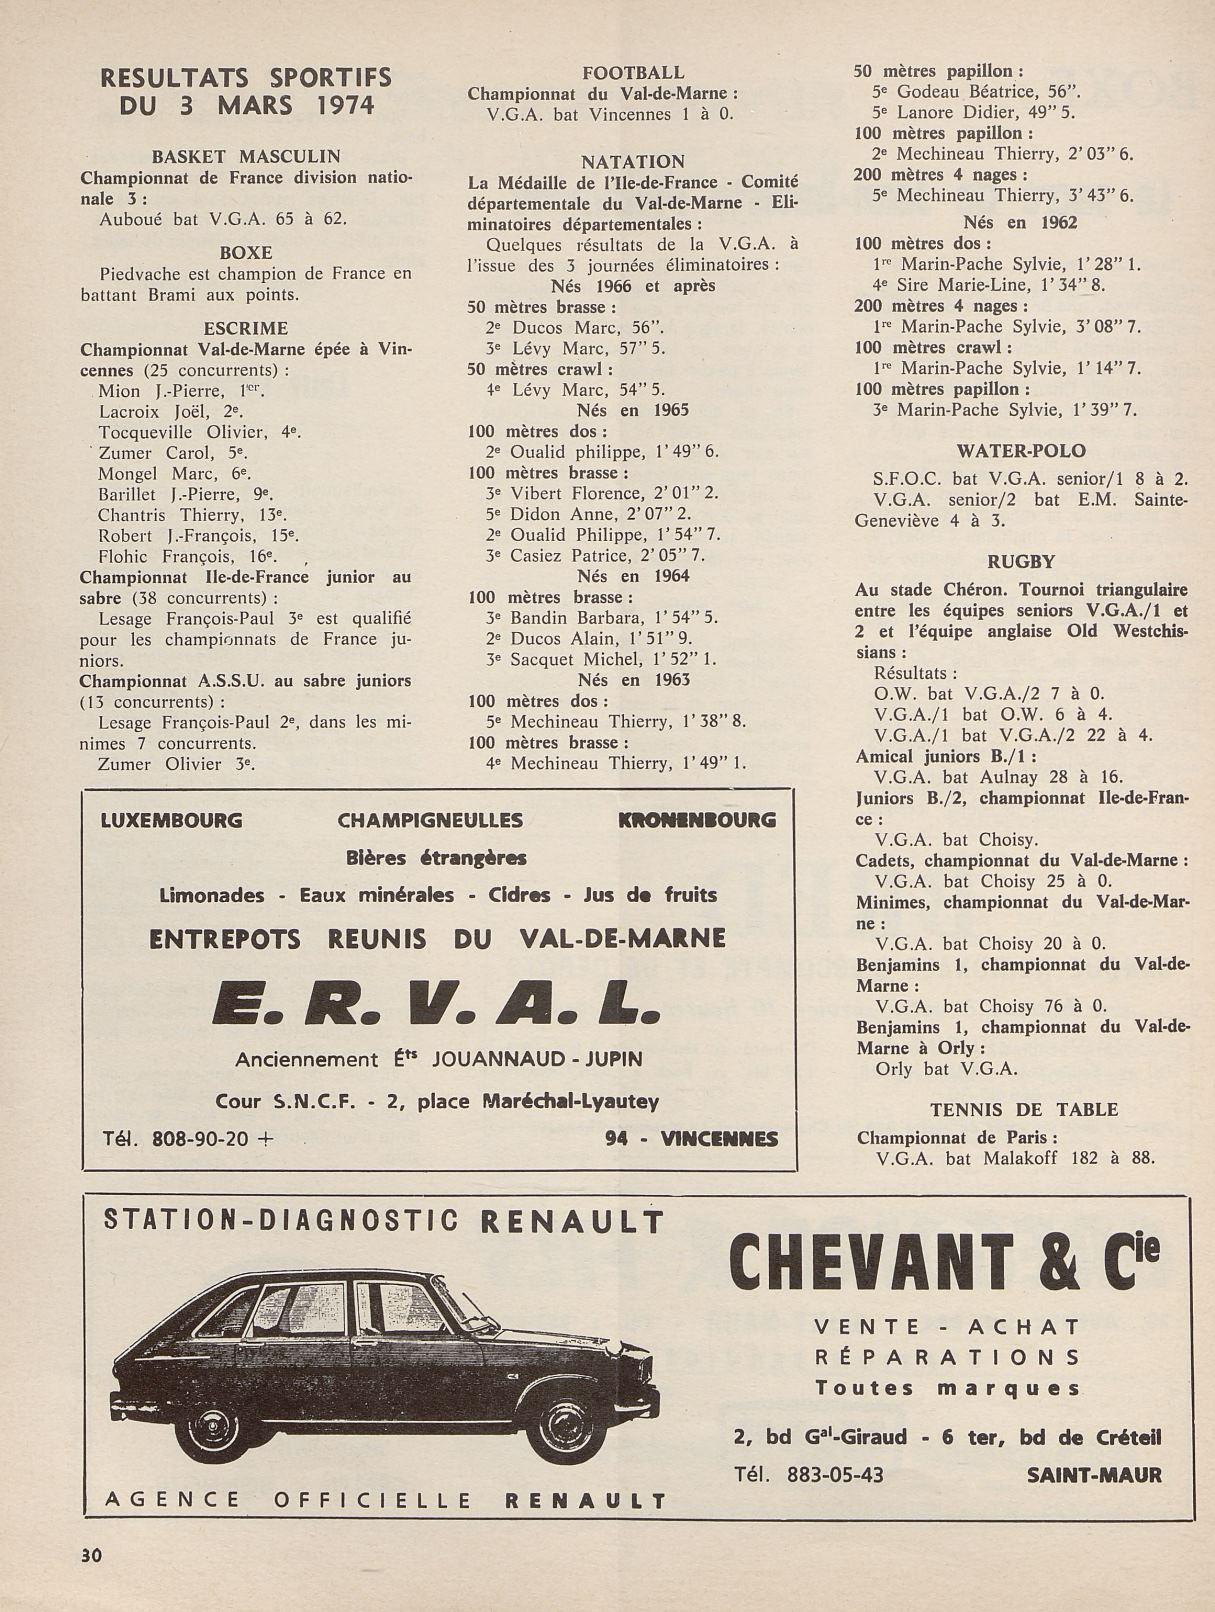 RESULTATS SPORTIFS
DU 3 MARS 1974
BASKET MASCULIN
Championnat de France division natio-
nale 3 :
Auboué bat V.G.A. 65 à 62.
BOXE
Piedvache est champion de France en
battant Brami aux points.
ESCRIME
Championnat Val-de-Marne épée à Vin-
cennes (25 concurrents) :
Mion J.-Pierre, 1er.
Lacroix Joël, 2e.
Tocqueville Olivier, 4e.
Zumer Carol, 5e.
Mongel Marc, 6e.
Barillet J.-Pierre, 9e.
Chantris Thierry, 13e.
Robert J.-François, 15e.
Flohic François, 16e.
Championnat Ile-de-France junior au
sabre (38 concurrents) :
Lesage François-Paul 3e est qualifié
pour les championnats de France ju-
niors.
Championnat A.S.S.U. au sabre juniors
(13 concurrents) :
Lesage François-Paul 2e, dans les mi-
nimes 7 concurrents.
Zumer Olivier 3e.
FOOTBALL
Championnat du Val-de-Marne :
V.G.A. bat Vincennes 1 à 0.
NATATION
La Médaille de l'Ile-de-France - Comité
départementale du Val-de-Marne - Eli-
minatoires départementales :
Quelques résultats de la V.G.A. à
l'issue des 3 journées éliminatoires :
Nés 1966 et après
50 mètres brasse :
2e Ducos Marc, 56".
3e Lévy Marc, 57" 5.
50 mètres crawl :
4e Lévy Marc, 54" 5.
Nés en 1965
100 mètres dos :
2e Oualid philippe, 1' 49" 6.
100 mètres brasse :
3e Vibert Florence, 2' 01" 2.
5e Didon Anne, 2' 07" 2.
2e Oualid Philippe, 1' 54" 7.
3e Casiez Patrice, 2' 05" 7.
Nés en 1964
100 mètres brasse :
3e Bandin Barbara, 1' 54" 5.
2e Ducos Alain, 1' 51" 9.
3e Sacquet Michel, 1' 52" 1.
Nés en 1963
100 mètres dos :
5e Mechineau Thierry, 1' 38" 8.
100 mètres brasse :
4e Mechineau Thierry, 1' 49" 1.
50 mètres papillon :
5e Godeau Béatrice, 56".
5e Lanore Didier, 49" 5.
100 mètres papillon :
2e Mechineau Thierry, 2' 03" 6.
200 mètres 4 nages :
5e Mechineau Thierry, 3' 43" 6.
Nés en 1962
100 mètres dos :
1re Marin-Pache Sylvie, 1' 28" 1.
4e Sire Marie-Line, 1' 34" 8.
200 mètres 4 nages :
1re Marin-Pache Sylvie, 3' 08" 7.
100 mètres crawl :
1re Marin-Pache Sylvie, 1' 14" 7.
100 mètres papillon :
3e Marin-Pache Sylvie, 1' 39" 7.
WATER-POLO
S.F.O.C. bat V.G.A. senior/1 8 à 2.
V.G.A. senior/2 bat E.M. Sainte-
Geneviève 4 à 3.
RUGBY
Au stade Chéron. Tournoi triangulaire
entre les équipes seniors V.G.A./1 et
2 et l'équipe anglaise Old Westchis-
sians :
Résultats :
O.W. bat V.G.A./2 7 à 0.
V.G.A./1 bat O.W. 6 à 4.
V.G.A./1 bat V.G.A./2 22 à 4.
Amical juniors B./1 :
V.G.A. bat Aulnay 28 à 16.
Juniors B./2, championnat Ile-de-Fran-
ce :
V.G.A. bat Choisy.
Cadets, championnat du Val-de-Marne :
V.G.A. bat Choisy 25 à 0.
Minimes, championnat du Val-de-Mar-
ne :
V.G.A. bat Choisy 20 à 0.
Benjamins 1, championnat du Val-de-
Marne :
V.G.A. bat Choisy 76 à 0.
Benjamins 1, championnat du Val-de-
Marne à Orly :
Orly bat V.G.A.
TENNIS DE TABLE
Championnat de Paris :
V.G.A. bat Malakoff 182 à 88.
LUXEMBOURG CHAMPIGNEULLES KRONENBOURG
Bières étrangères
Limonades - Eaux minérales - Cidres - Jus de fruits
ENTREPOTS REUNIS DU VAL-DE-MARNE
E. R. V. A. L.
Anciennement Éts JOUANNAUD - JUPIN
Cour S.N.C.F. - 2, place Maréchal-Lyautey
Tél. 808-90-20 + 94 - VINCENNES
STATION-DIAGNOSTIC RENAULT
AGENCE OFFICIELLE RENAULT
CHEVANT & Cie
VENTE - ACHAT
RÉPARATIONS
Toutes marques
2, bd Gal-Giraud - 6 ter, bd de Créteil
Tél. 883-05-43 SAINT-MAUR
30